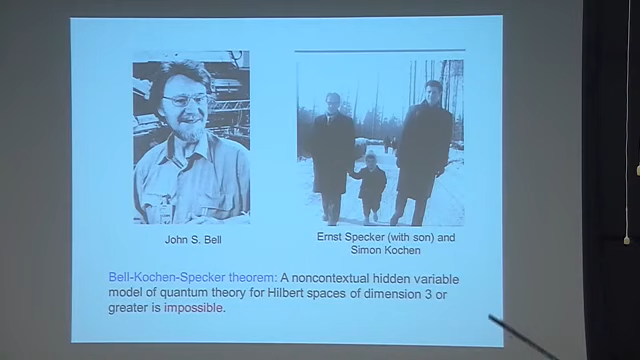 John S. Bell
Ernst Specker (with son) and
Simon Kochen
Bell-Kochen-Specker theorem: A noncontextual hidden variable
model of quantum theory for Hilbert spaces of dimension 3 or
greater is impossible.